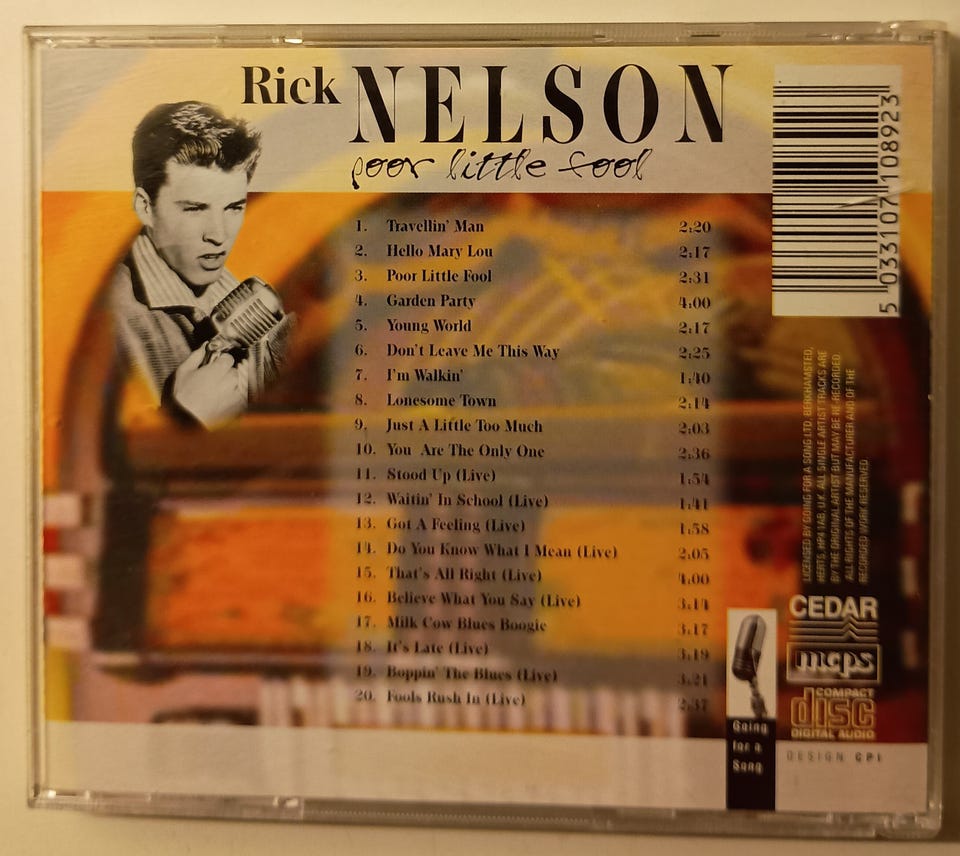 Rick NELSON
poor little fool
1. Travellin' Man 2:20
2. Hello Mary Lou 2:17
3. Poor Little Fool 2:31
4. Garden Party 4:00
5. Young World 2:17
6. Don't Leave Me This Way 2:25
7. I'm Walkin' 1:40
8. Lonesome Town 2:14
9. Just A Little Too Much 2:03
10. You Are The Only One 2:36
11. Stood Up (Live) 1:54
12. Waitin' In School (Live) 1:41
13. Got A Feeling (Live) 1:58
14. Do You Know What I Mean (Live) 2:05
15. That's All Right (Live) 4:00
16. Believe What You Say (Live) 3:14
17. Milk Cow Blues Boogie 3:17
18. It's Late (Live) 3:19
19. Boppin' The Blues (Live) 3:21
20. Fools Rush In (Live) 2:37
5 033107 108923
LICENSED BY GOING FOR A SONG LTD, BERKHAMSTED,
HERTS, HP4 1AB, U.K. ALL SINGLE ARTIST TRACKS ARE
BY THE ORIGINAL ARTIST BUT MAY BE RE-RECORDED.
ALL RIGHTS OF THE MANUFACTURER AND OF THE
RECORDED WORK RESERVED.
CEDAR
mcps
COMPACT
disc
DIGITAL AUDIO
Going
for a
Song
DESIGN CPI